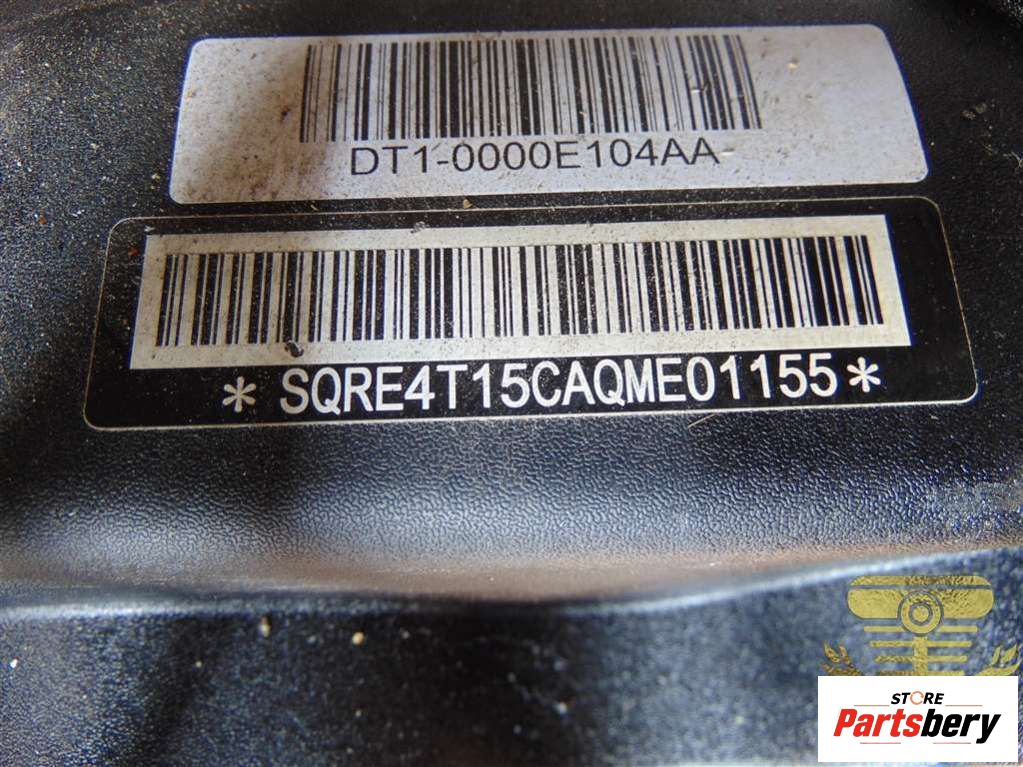 DT1-0000E104AA
*SQRE4T15CAQME01155*
STORE
Partsbery